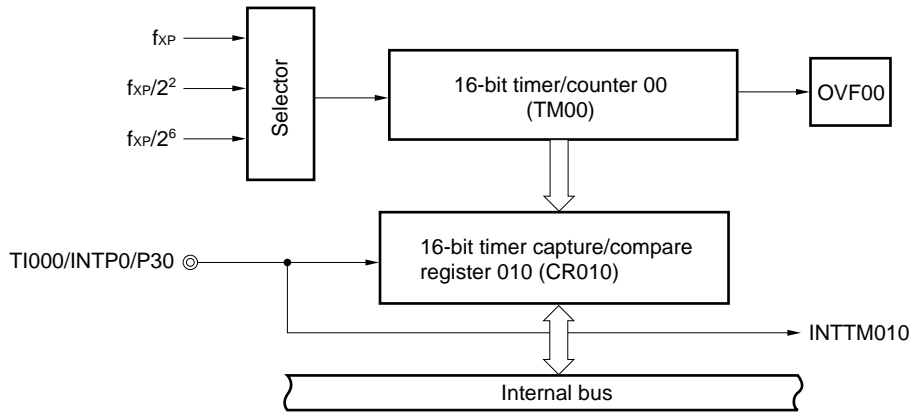 fXP
fXP/2²
fXP/2⁶
Selector
16-bit timer/counter 00
(TM00)
OVF00
16-bit timer capture/compare
register 010 (CR010)
TI000/INTP0/P30
INTTM010
Internal bus